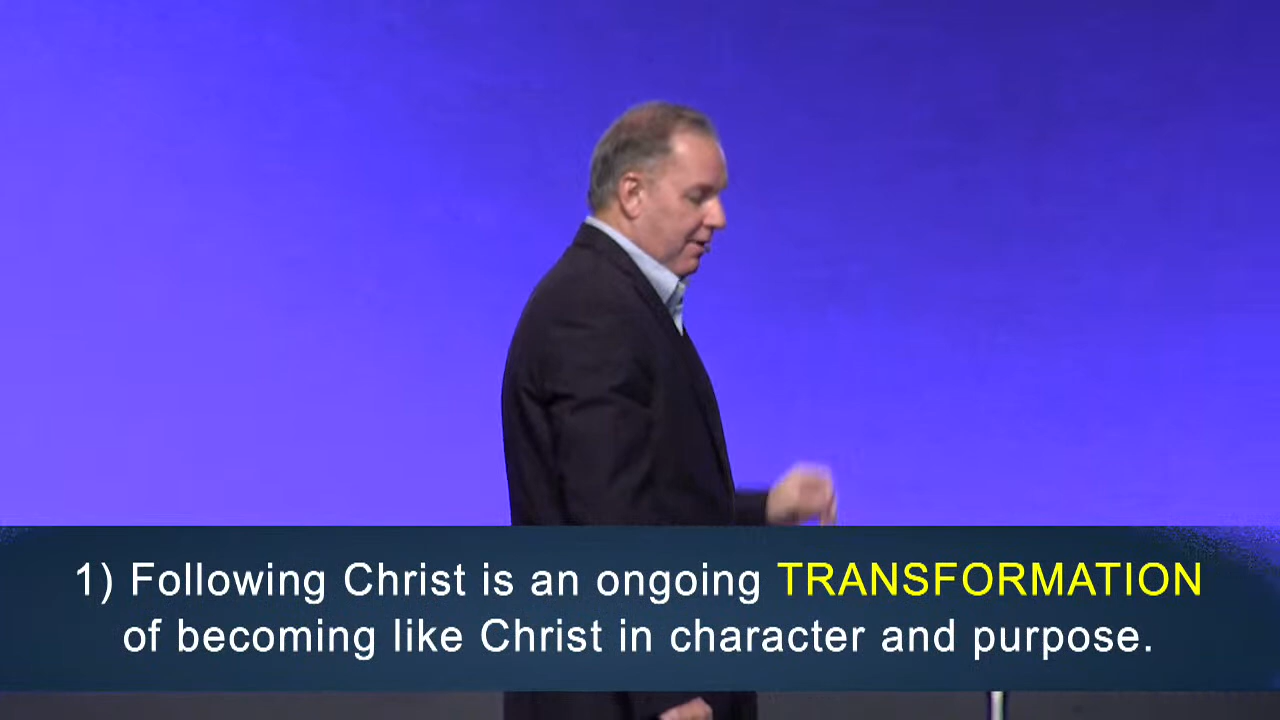 1) Following Christ is an ongoing TRANSFORMATION
of becoming like Christ in character and purpose.